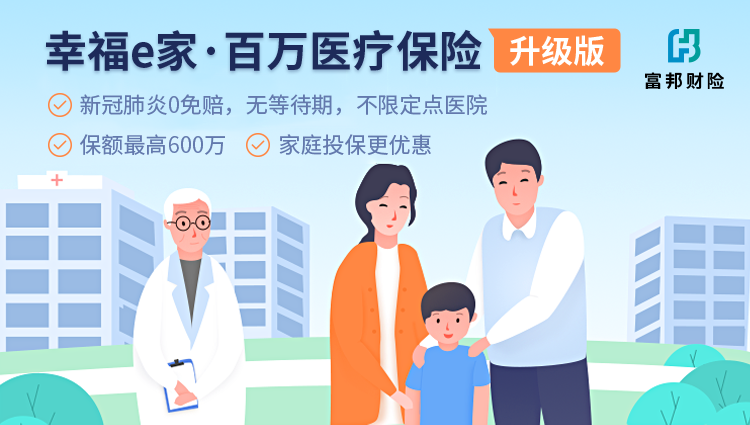 幸福e家·百万医疗保险 升级版
富邦财险
新冠肺炎0免赔，无等待期，不限定点医院
保额最高600万 家庭投保更优惠